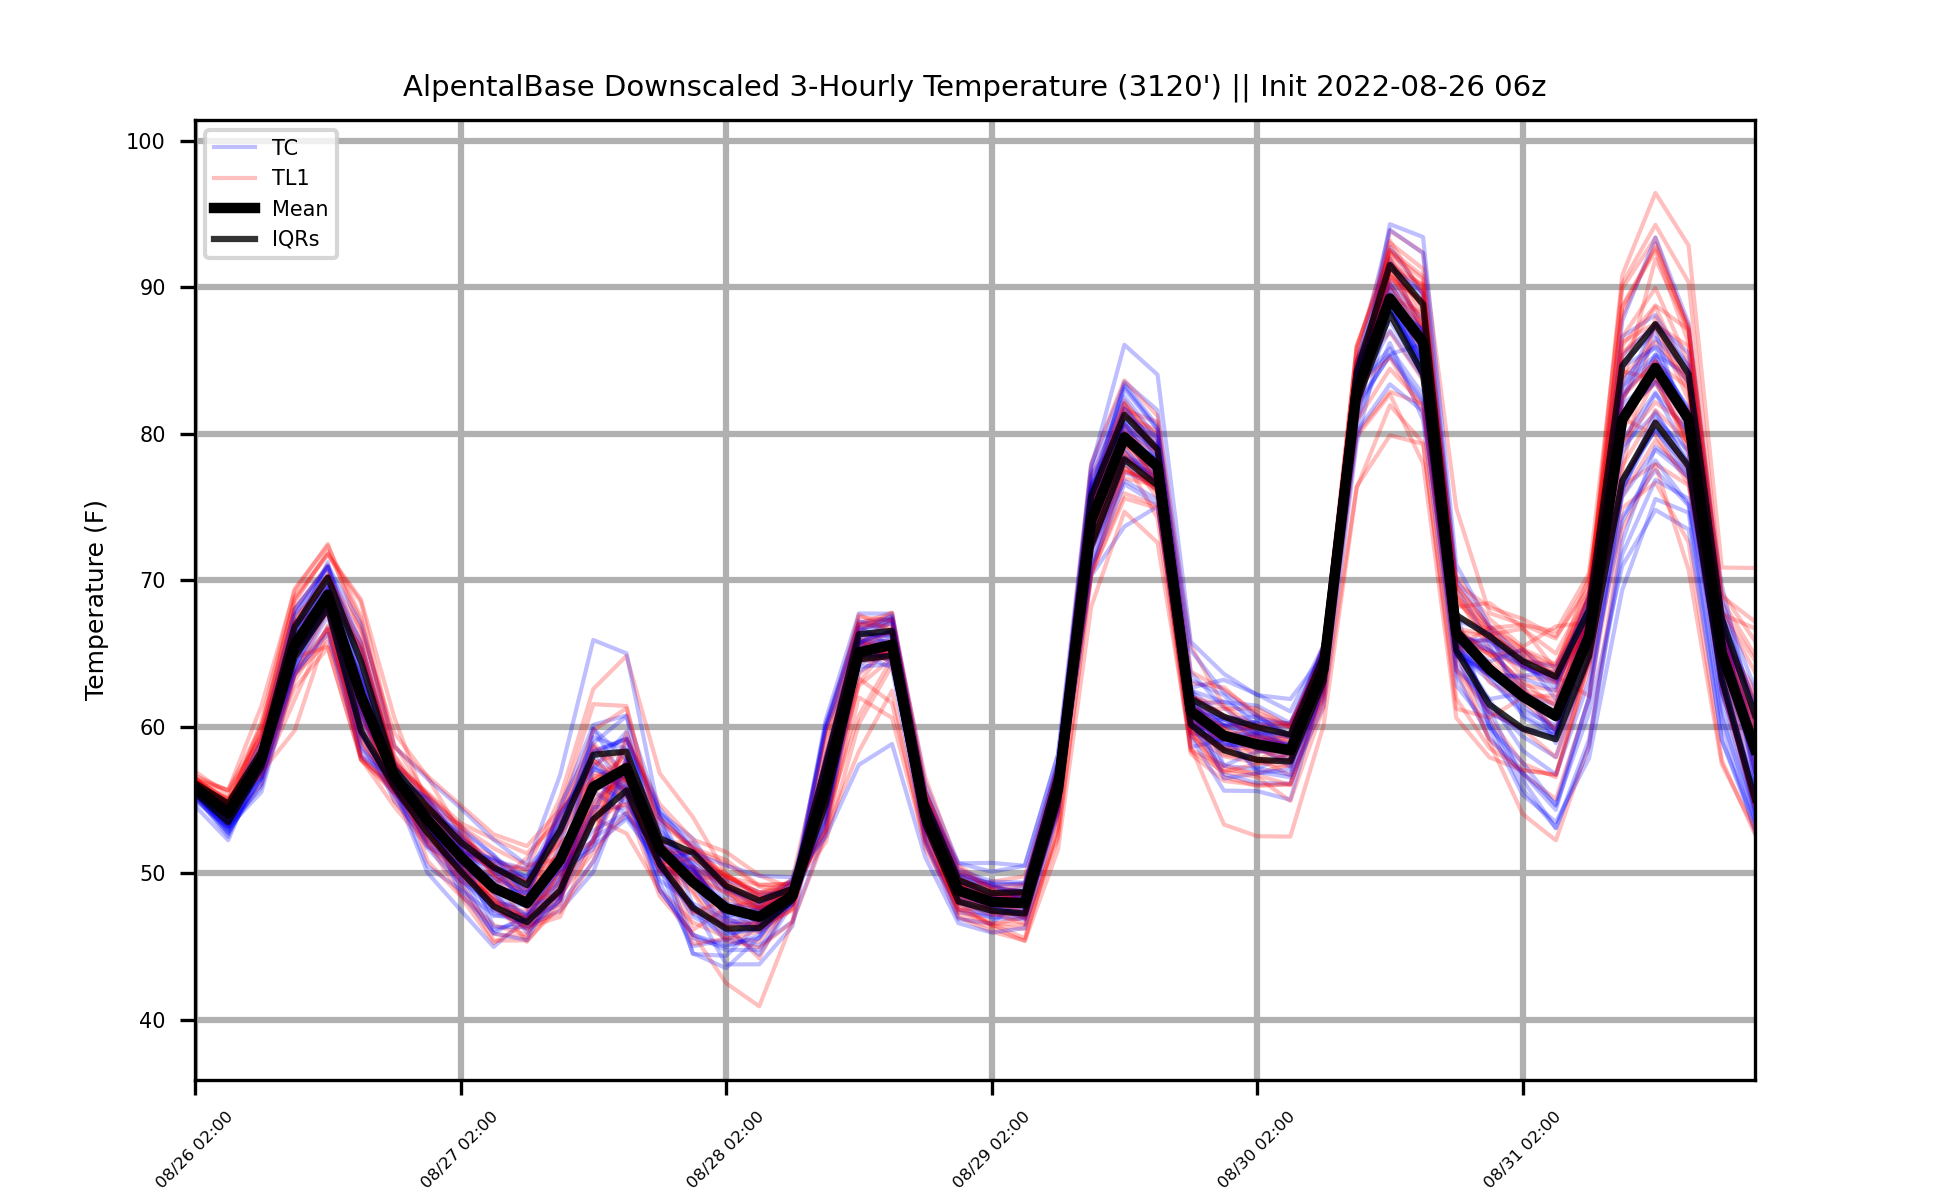 AlpentalBase Downscaled 3-Hourly Temperature (3120') || Init 2022-08-26 06z
TC
TL1
Mean
IQRs
Temperature (F)
100
90
80
70
60
50
40
08/26 02:00
08/27 02:00
08/28 02:00
08/29 02:00
08/30 02:00
08/31 02:00